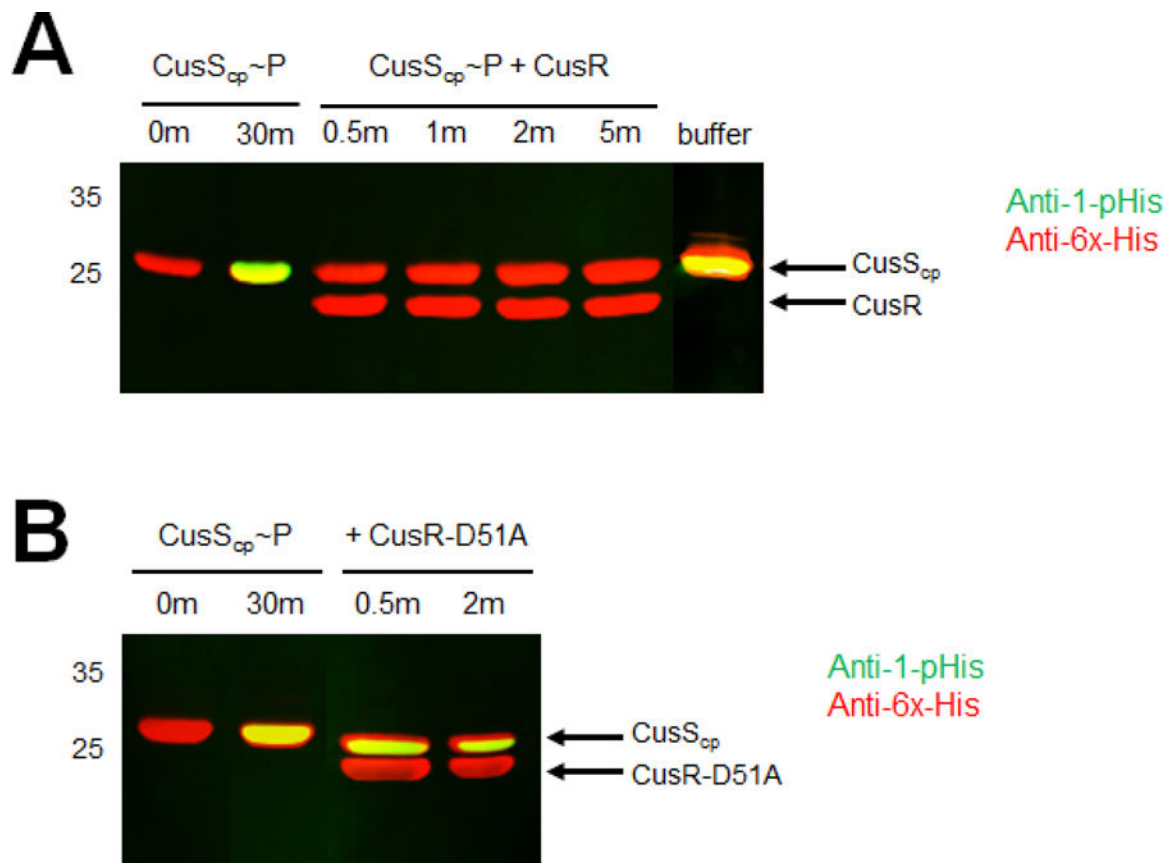 A
CusScp~P CusScp~P + CusR
0m 30m 0.5m 1m 2m 5m buffer
35
Anti-1-pHis
Anti-6x-His
25
CusScp
CusR
B
CusScp~P + CusR-D51A
0m 30m 0.5m 2m
35
Anti-1-pHis
Anti-6x-His
25
CusScp
CusR-D51A